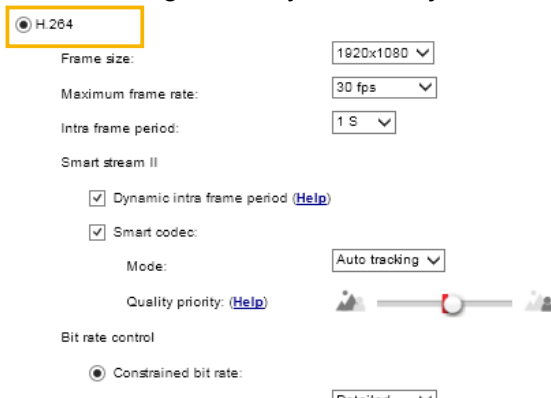 H.264
Frame size: 1920x1080
Maximum frame rate: 30 fps
Intra frame period: 1 S
Smart stream II
Dynamic intra frame period (Help)
Smart codec:
Mode: Auto tracking
Quality priority: (Help)
Bit rate control
Constrained bit rate: